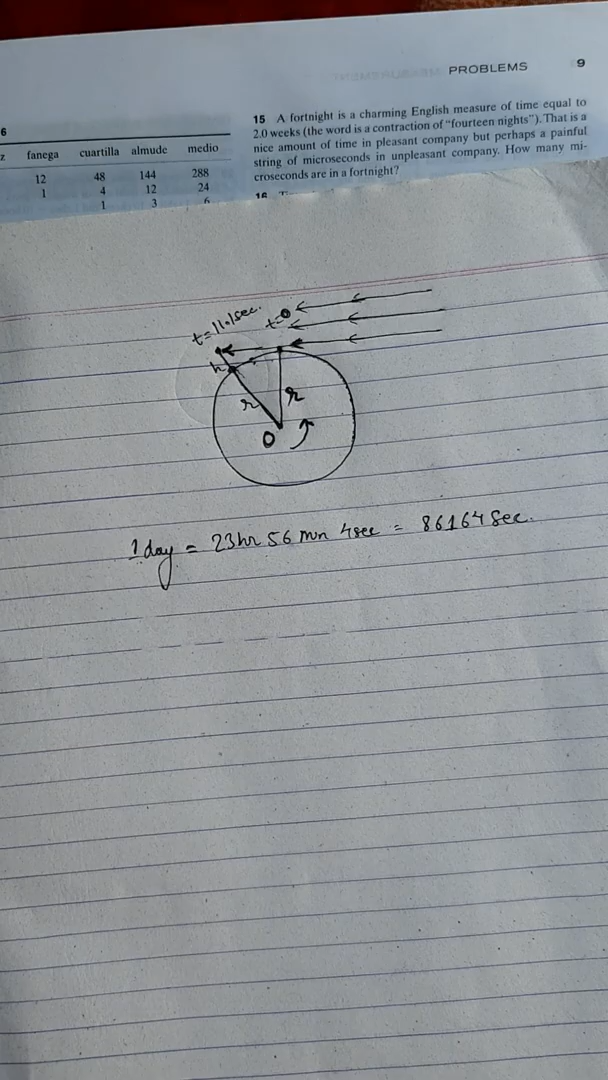 PROBLEMS 9
6
z fanega cuartilla almude medio
12 48 144 288
1 4 12 24
1 3 6
15 A fortnight is a charming English measure of time equal to
2.0 weeks (the word is a contraction of "fourteen nights"). That is a
nice amount of time in pleasant company but perhaps a painful
string of microseconds in unpleasant company. How many mi-
croseconds are in a fortnight?
16
t=11.1sec.
t=0
h
r
r
O
1 day = 23hr 56 min 4sec = 86164 Sec.